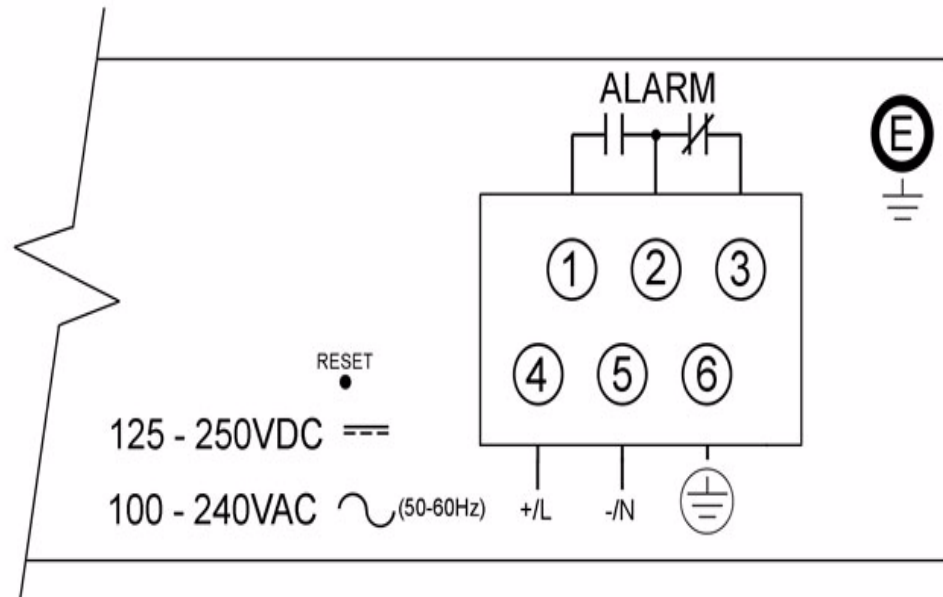 ALARM
E
1 2 3
4 5 6
RESET
125 - 250VDC
100 - 240VAC (50-60Hz) +/L -/N